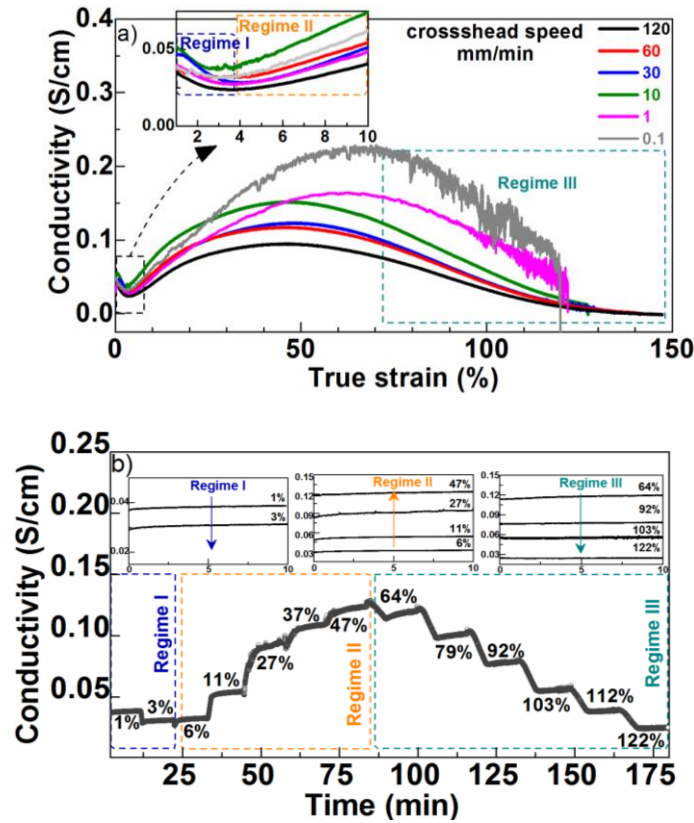 a)
Conductivity (S/cm)
0.4
0.3
0.2
0.1
0.0
0.05
0.00
Regime I
Regime II
2 4 6 8 10
crossshead speed
mm/min
120
60
30
10
1
0.1
Regime III
0 50 100 150
True strain (%)
b)
Conductivity (S/cm)
0.25
0.20
0.15
0.10
0.05
0.04
0.02
Regime I
1%
3%
0 5 10
0.15
0.12
0.09
0.06
0.03
Regime II
47%
27%
11%
6%
0 5 10
0.15
0.12
0.09
0.06
0.03
Regime III
64%
92%
103%
122%
0 5 10
Regime I
Regime II
Regime III
1%
3%
6%
11%
27%
37%
47%
64%
79%
92%
103%
112%
122%
25 50 75 100 125 150 175
Time (min)